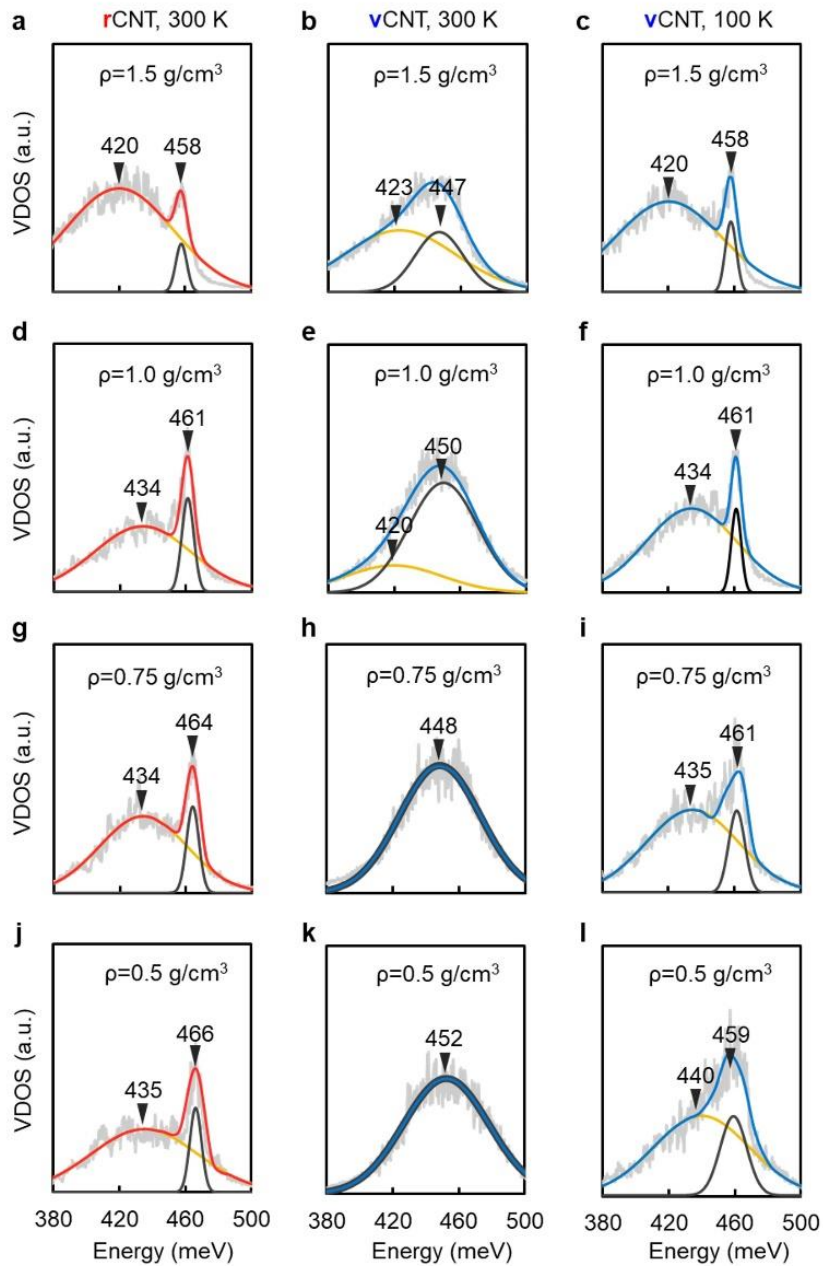 a rCNT, 300 K b vCNT, 300 K c vCNT, 100 K
ρ=1.5 g/cm³ ρ=1.5 g/cm³ ρ=1.5 g/cm³
VDOS (a.u.)
420 458 423 447 420 458
d e f
ρ=1.0 g/cm³ ρ=1.0 g/cm³ ρ=1.0 g/cm³
VDOS (a.u.)
434 461 420 450 434 461
g h i
ρ=0.75 g/cm³ ρ=0.75 g/cm³ ρ=0.75 g/cm³
VDOS (a.u.)
434 464 448 435 461
j k l
ρ=0.5 g/cm³ ρ=0.5 g/cm³ ρ=0.5 g/cm³
VDOS (a.u.)
435 466 452 440 459
380 420 460 500 380 420 460 500 380 420 460 500
Energy (meV) Energy (meV) Energy (meV)